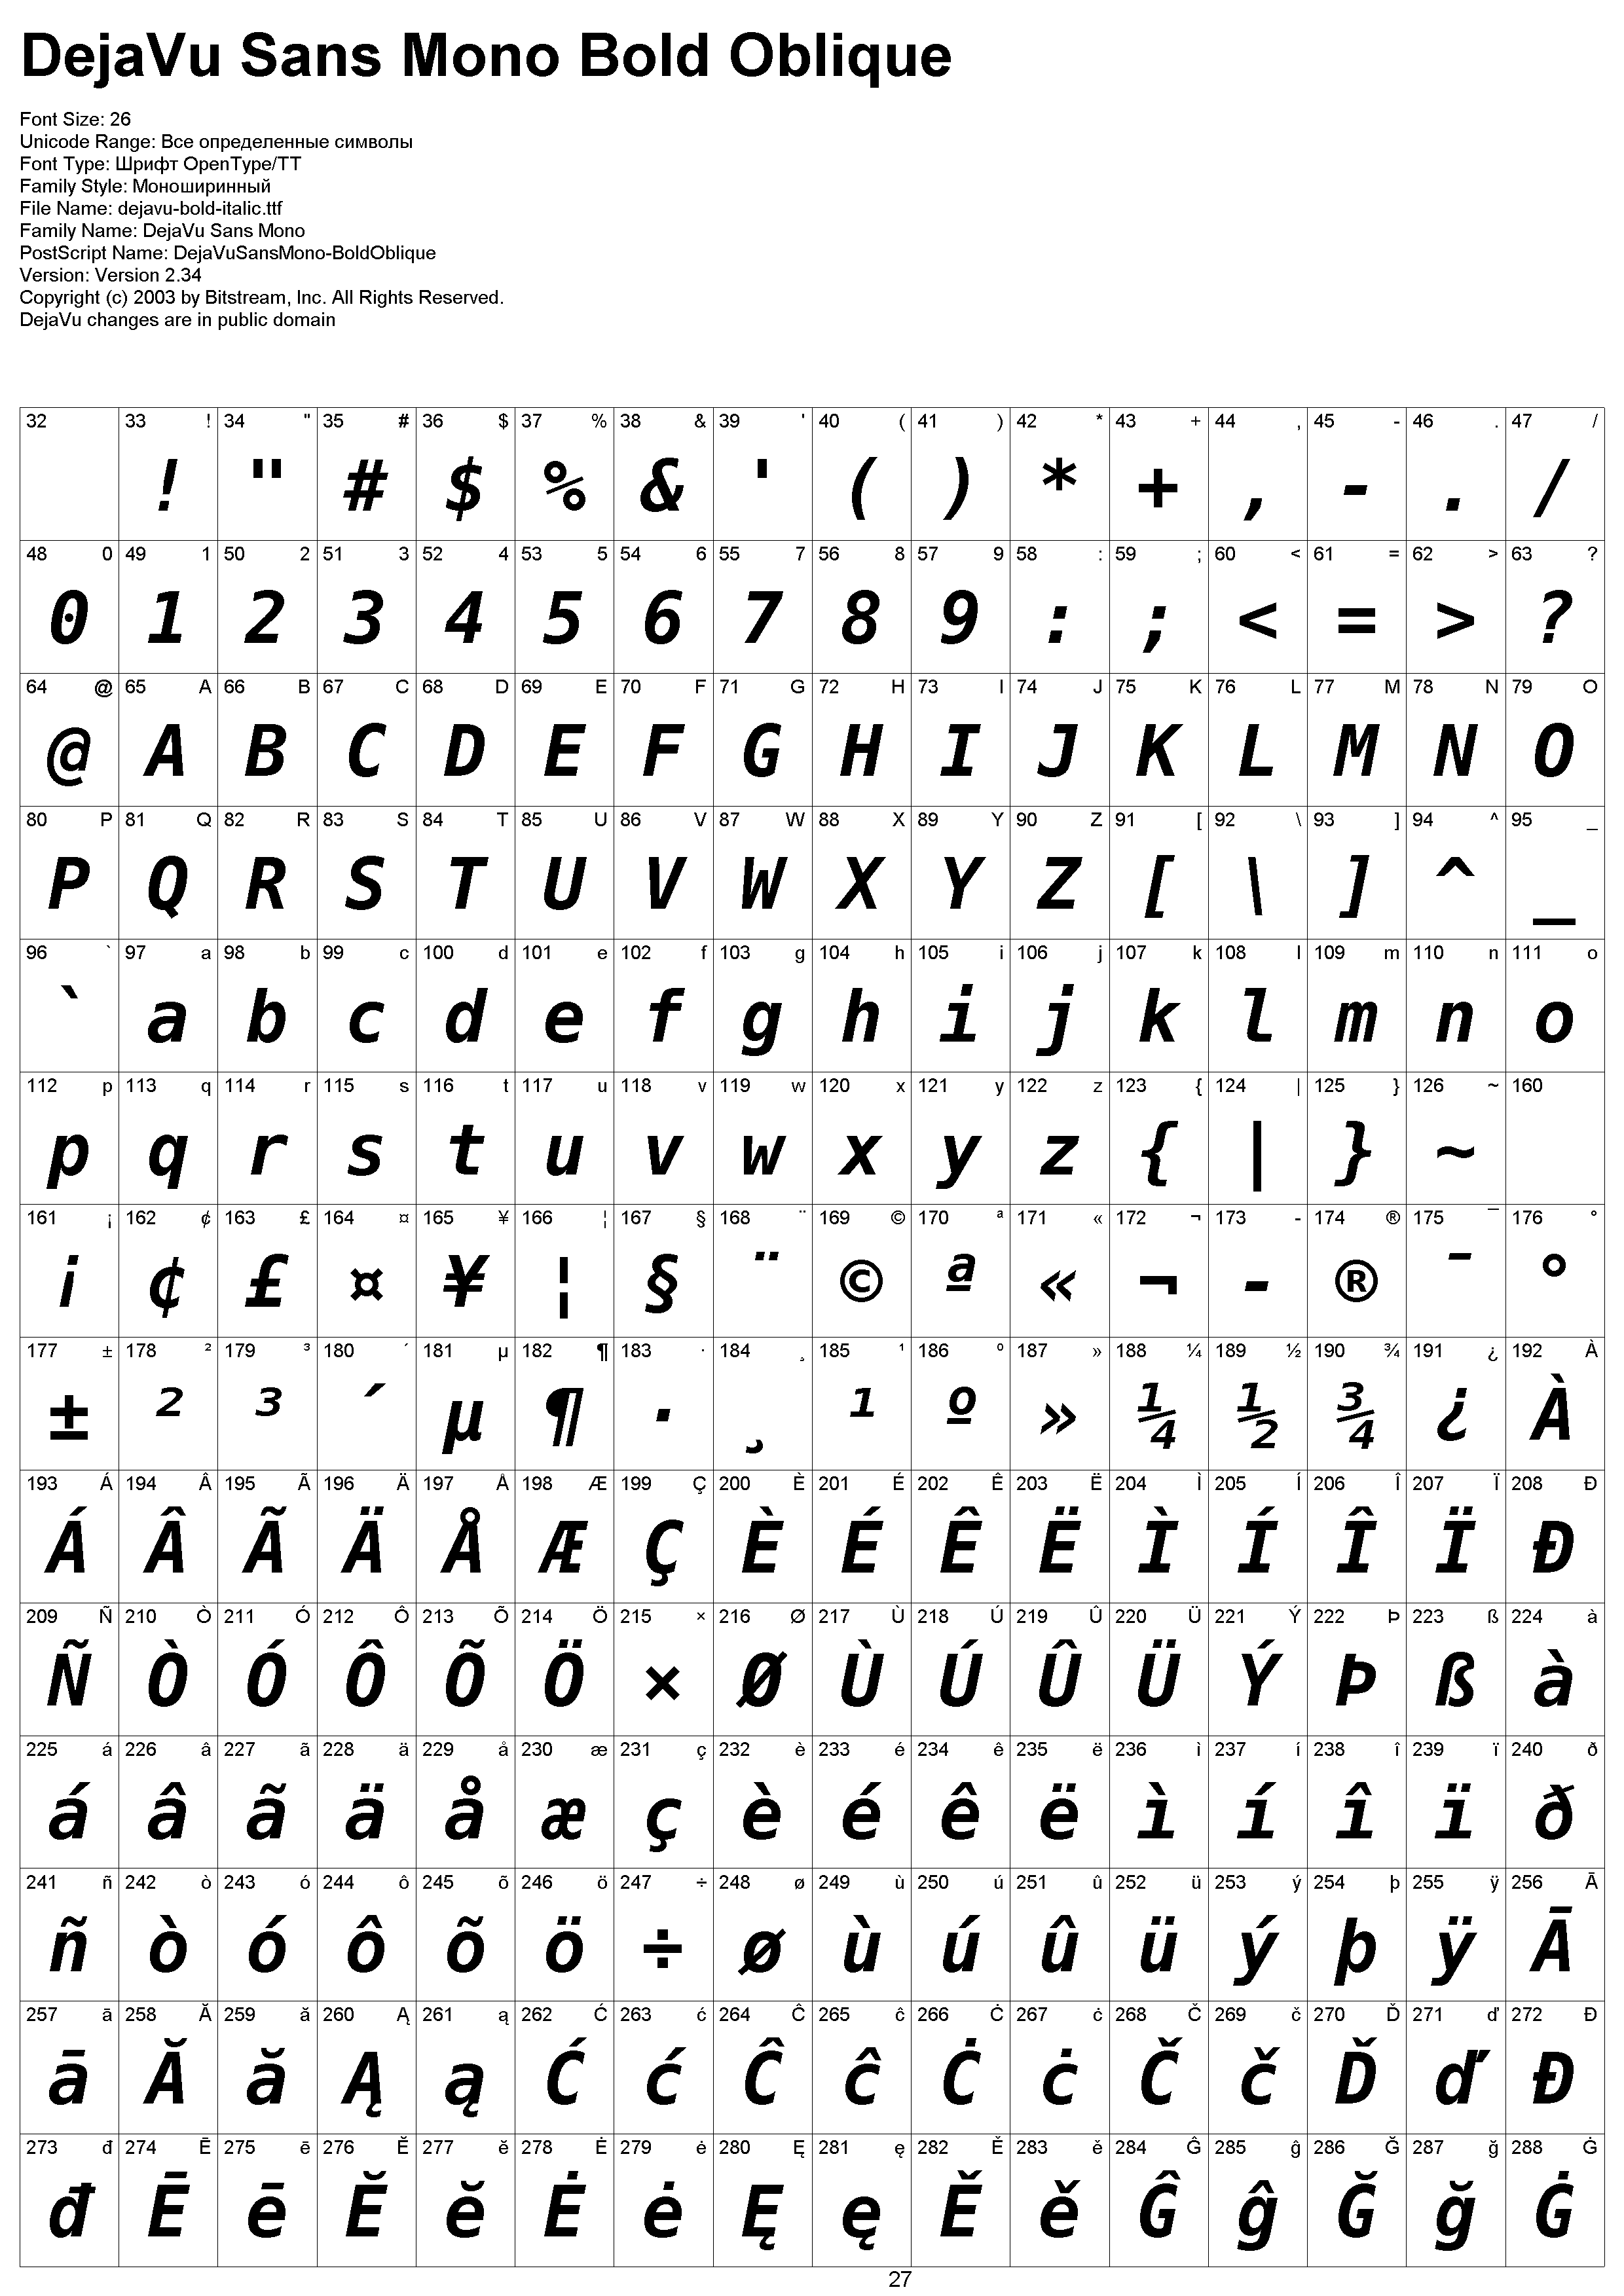 DejaVu Sans Mono Bold Oblique
Font Size: 26
Unicode Range: Все определенные символы
Font Type: Шрифт OpenType/TT
Family Style: Моноширинный
File Name: dejavu-bold-italic.ttf
Family Name: DejaVu Sans Mono
PostScript Name: DejaVuSansMono-BoldOblique
Version: Version 2.34
Copyright (c) 2003 by Bitstream, Inc. All Rights Reserved.
DejaVu changes are in public domain
32 33 ! 34 " 35 # 36 $ 37 % 38 & 39 ' 40 ( 41 ) 42 * 43 + 44 , 45 - 46 . 47 /
! " # $ % & ' ( ) * + , - . /
48 0 49 1 50 2 51 3 52 4 53 5 54 6 55 7 56 8 57 9 58 : 59 ; 60 < 61 = 62 > 63 ?
0 1 2 3 4 5 6 7 8 9 : ; < = > ?
64 @ 65 A 66 B 67 C 68 D 69 E 70 F 71 G 72 H 73 I 74 J 75 K 76 L 77 M 78 N 79 O
@ A B C D E F G H I J K L M N O
80 P 81 Q 82 R 83 S 84 T 85 U 86 V 87 W 88 X 89 Y 90 Z 91 [ 92 \ 93 ] 94 ^ 95 _
P Q R S T U V W X Y Z [ \ ] ^ _
96 ` 97 a 98 b 99 c 100 d 101 e 102 f 103 g 104 h 105 i 106 j 107 k 108 l 109 m 110 n 111 o
` a b c d e f g h i j k l m n o
112 p 113 q 114 r 115 s 116 t 117 u 118 v 119 w 120 x 121 y 122 z 123 { 124 | 125 } 126 ~ 160
p q r s t u v w x y z { | } ~
161 ¡ 162 ¢ 163 £ 164 ¤ 165 ¥ 166 ¦ 167 § 168 ¨ 169 © 170 ª 171 « 172 ¬ 173 - 174 ® 175 ¯ 176 °
¡ ¢ £ ¤ ¥ ¦ § ¨ © ª « ¬ - ® ¯ °
177 ± 178 ² 179 ³ 180 ´ 181 µ 182 ¶ 183 · 184 ¸ 185 ¹ 186 º 187 » 188 ¼ 189 ½ 190 ¾ 191 ¿ 192 À
± ² ³ ´ µ ¶ · ¸ ¹ º » ¼ ½ ¾ ¿ À
193 Á 194 Â 195 Ã 196 Ä 197 Å 198 Æ 199 Ç 200 È 201 É 202 Ê 203 Ë 204 Ì 205 Í 206 Î 207 Ï 208 Ð
Á Â Ã Ä Å Æ Ç È É Ê Ë Ì Í Î Ï Ð
209 Ñ 210 Ò 211 Ó 212 Ô 213 Õ 214 Ö 215 × 216 Ø 217 Ù 218 Ú 219 Û 220 Ü 221 Ý 222 Þ 223 ß 224 à
Ñ Ò Ó Ô Õ Ö × Ø Ù Ú Û Ü Ý Þ ß à
225 á 226 â 227 ã 228 ä 229 å 230 æ 231 ç 232 è 233 é 234 ê 235 ë 236 ì 237 í 238 î 239 ï 240 ð
á â ã ä å æ ç è é ê ë ì í î ï ð
241 ñ 242 ò 243 ó 244 ô 245 õ 246 ö 247 ÷ 248 ø 249 ù 250 ú 251 û 252 ü 253 ý 254 þ 255 ÿ 256 Ā
ñ ò ó ô õ ö ÷ ø ù ú û ü ý þ ÿ Ā
257 ā 258 Ă 259 ă 260 Ą 261 ą 262 Ć 263 ć 264 Ĉ 265 ĉ 266 Ċ 267 ċ 268 Č 269 č 270 Ď 271 ď 272 Đ
ā Ă ă Ą ą Ć ć Ĉ ĉ Ċ ċ Č č Ď ď Đ
273 đ 274 Ē 275 ē 276 Ĕ 277 ĕ 278 Ė 279 ė 280 Ę 281 ę 282 Ě 283 ě 284 Ĝ 285 ĝ 286 Ğ 287 ğ 288 Ġ
đ Ē ē Ĕ ĕ Ė ė Ę ę Ě ě Ĝ ĝ Ğ ğ Ġ
27